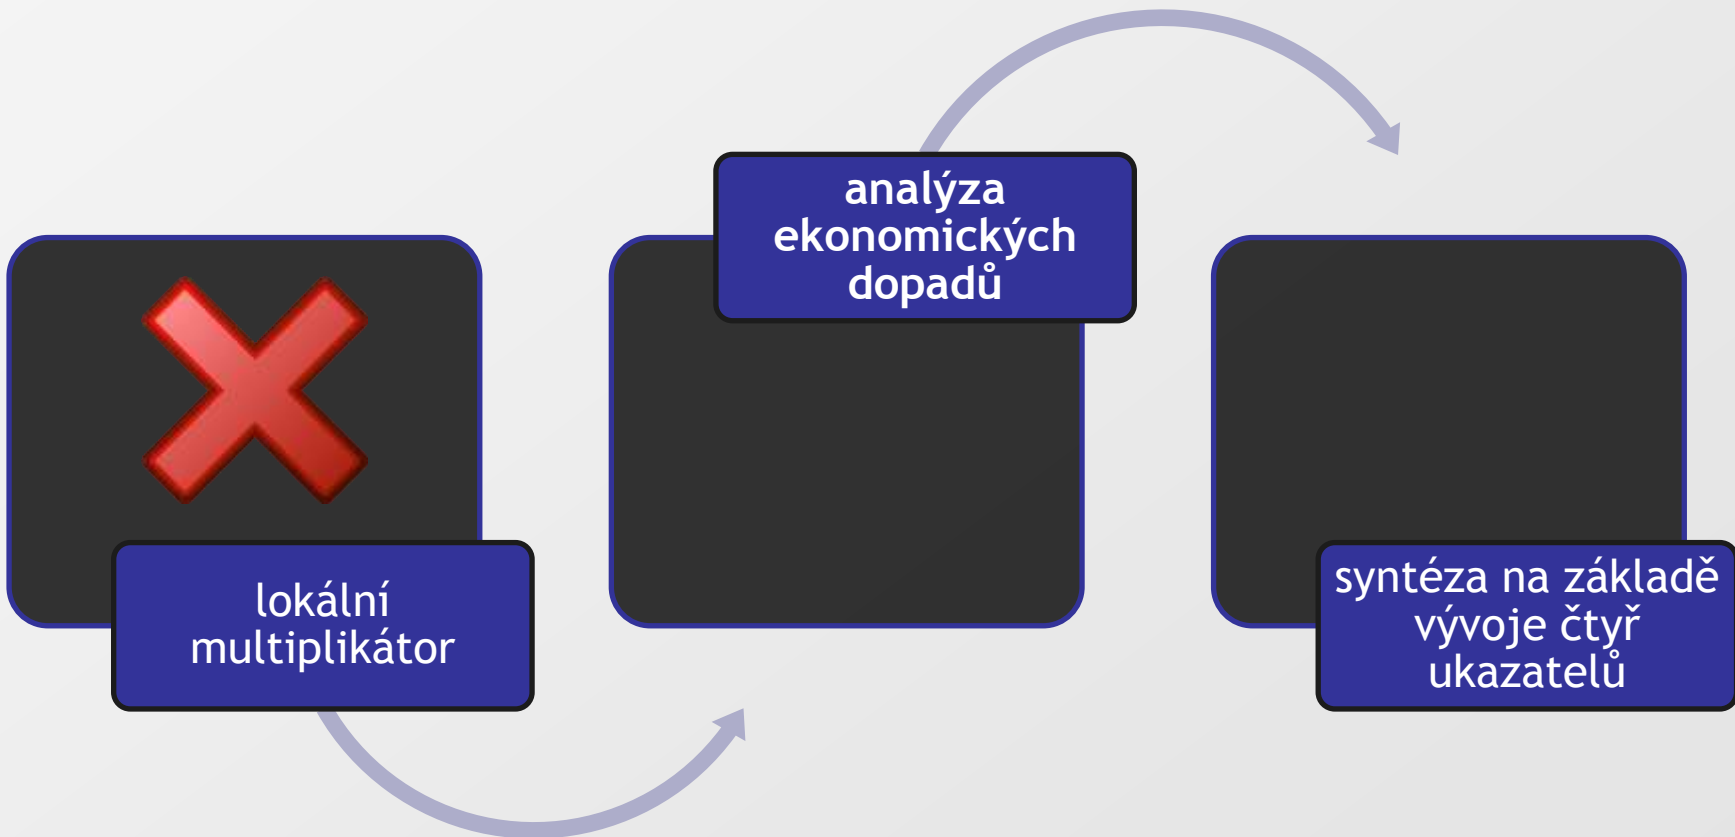 lokální
multiplikátor
analýza
ekonomických
dopadů
syntéza na základě
vývoje čtyř
ukazatelů